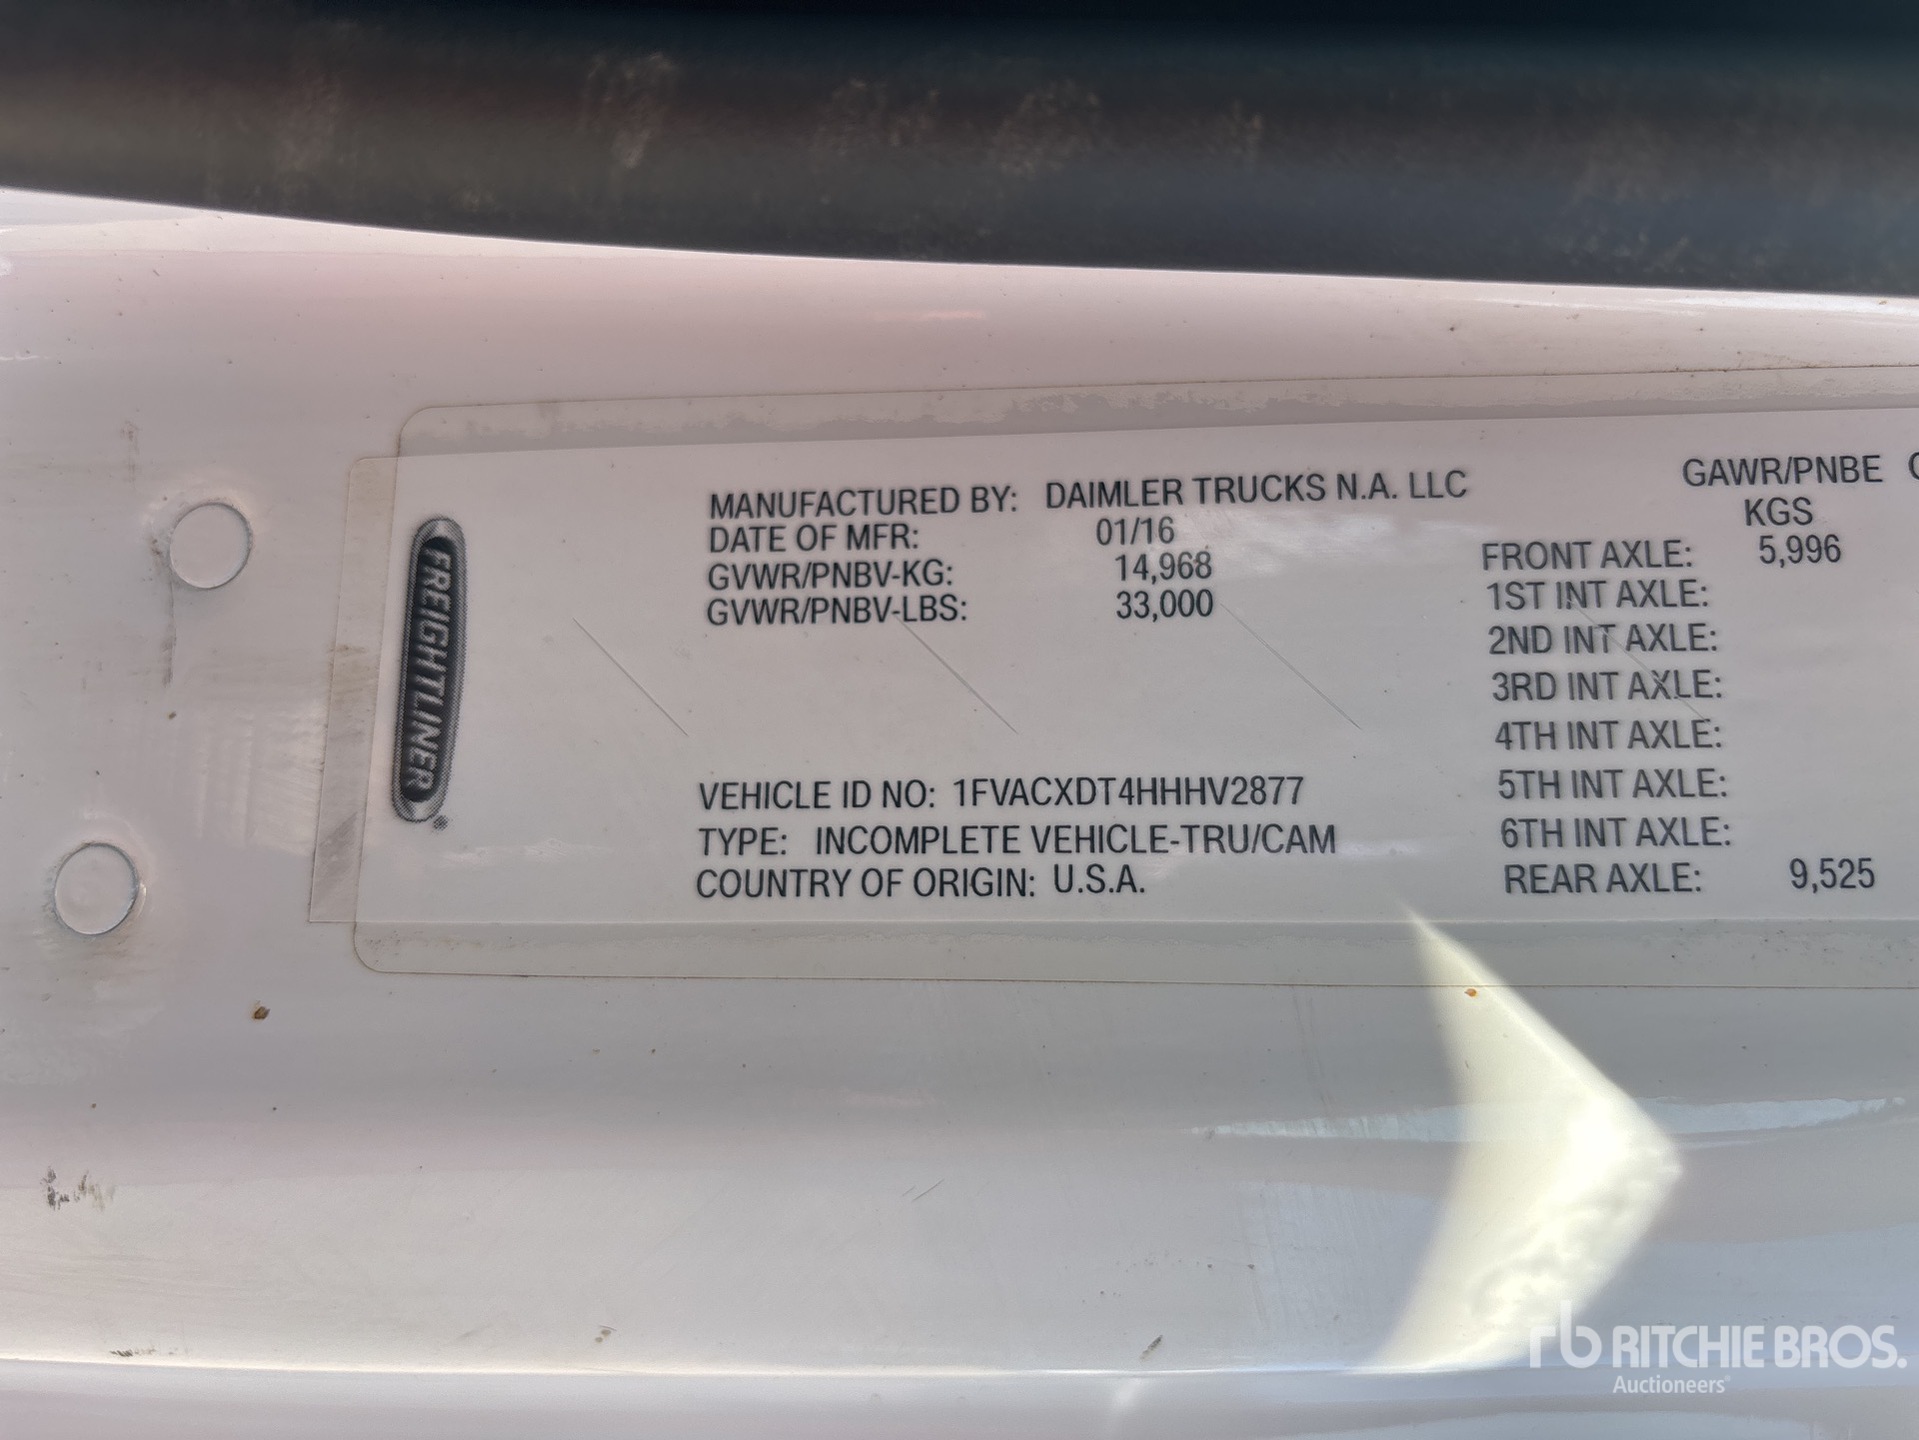 FREIGHTLINER
MANUFACTURED BY: DAIMLER TRUCKS N.A. LLC
DATE OF MFR: 01/16
GVWR/PNBV-KG: 14,968
GVWR/PNBV-LBS: 33,000
VEHICLE ID NO: 1FVACXDT4HHHV2877
TYPE: INCOMPLETE VEHICLE-TRU/CAM
COUNTRY OF ORIGIN: U.S.A.
GAWR/PNBE
KGS
FRONT AXLE: 5,996
1ST INT AXLE:
2ND INT AXLE:
3RD INT AXLE:
4TH INT AXLE:
5TH INT AXLE:
6TH INT AXLE:
REAR AXLE: 9,525
rb RITCHIE BROS.
Auctioneers